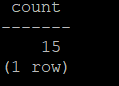 count
-------
15
(1 row)